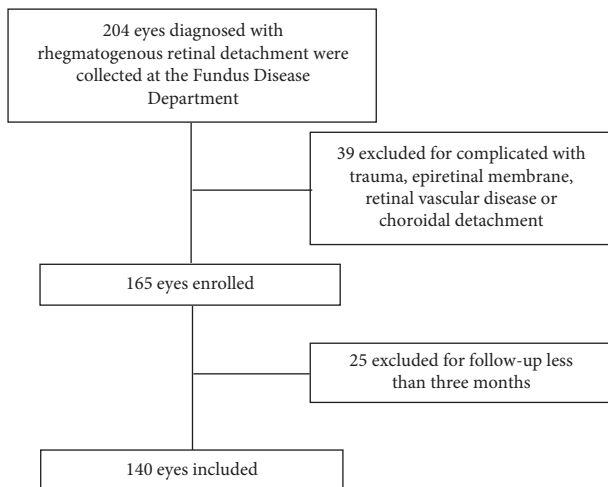 204 eyes diagnosed with
rhegmatogenous retinal detachment were
collected at the Fundus Disease
Department
39 excluded for complicated with
trauma, epiretinal membrane,
retinal vascular disease or
choroidal detachment
165 eyes enrolled
25 excluded for follow-up less
than three months
140 eyes included